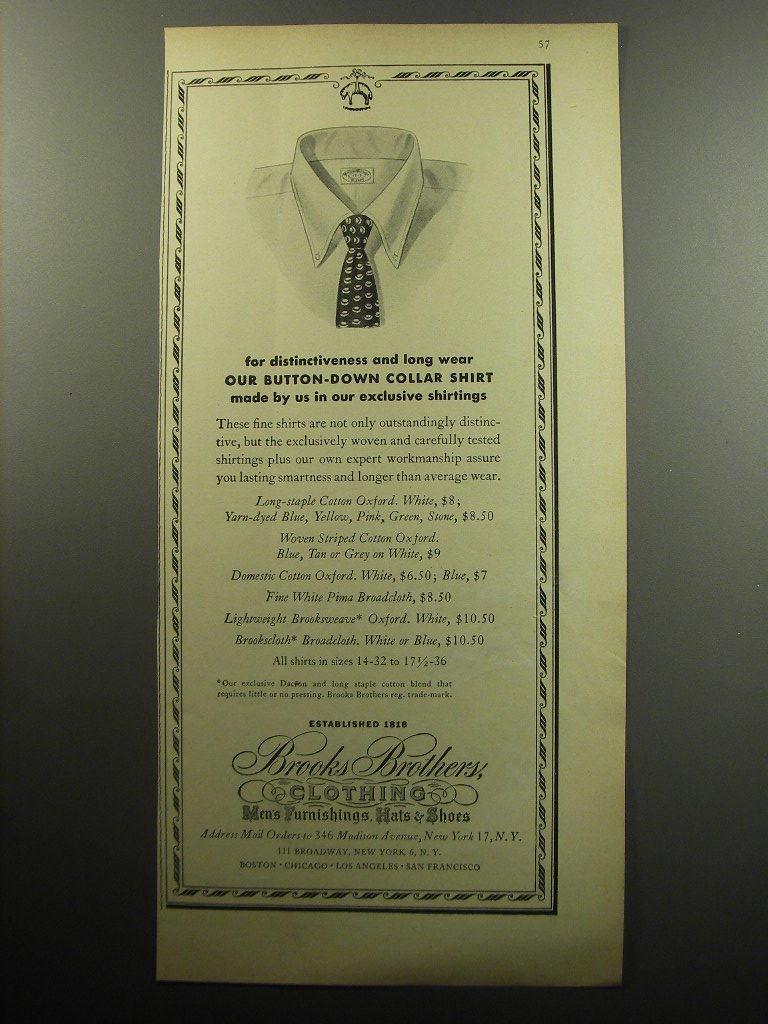 57
for distinctiveness and long wear
OUR BUTTON-DOWN COLLAR SHIRT
made by us in our exclusive shirtings
These fine shirts are not only outstandingly distinc-
tive, but the exclusively woven and carefully tested
shirtings plus our own expert workmanship assure
you lasting smartness and longer than average wear.
Long-staple Cotton Oxford. White, $8;
Yarn-dyed Blue, Yellow, Pink, Green, Stone, $8.50
Woven Striped Cotton Oxford.
Blue, Tan or Grey on White, $9
Domestic Cotton Oxford. White, $6.50; Blue, $7
Fine White Pima Broadcloth, $8.50
Lightweight Brooksweave* Oxford. White, $10.50
Brookscloth* Broadcloth. White or Blue, $10.50
All shirts in sizes 14-32 to 17½-36
*Our exclusive Dacron and long staple cotton blend that
requires little or no pressing. Brooks Brothers reg. trade-mark.
ESTABLISHED 1818
Brooks Brothers,
CLOTHING
Men's Furnishings, Hats & Shoes
Address Mail Orders to 346 Madison Avenue, New York 17, N. Y.
111 BROADWAY, NEW YORK 6, N. Y.
BOSTON • CHICAGO • LOS ANGELES • SAN FRANCISCO